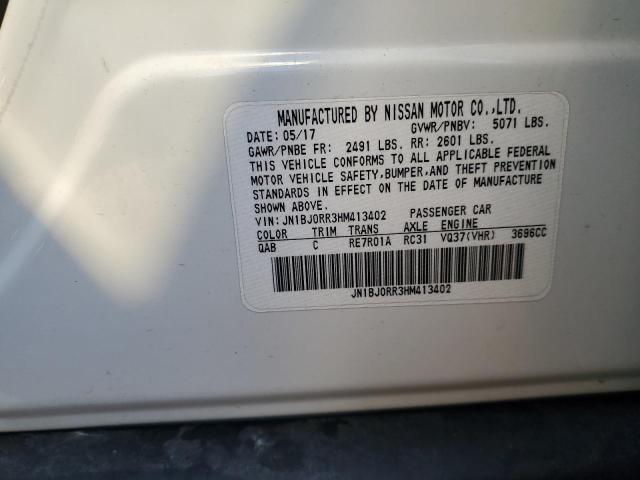 MANUFACTURED BY NISSAN MOTOR CO.,LTD.
DATE: 05/17 GVWR/PNBV: 5071 LBS.
GAWR/PNBE FR: 2491 LBS. RR: 2601 LBS.
THIS VEHICLE CONFORMS TO ALL APPLICABLE FEDERAL
MOTOR VEHICLE SAFETY,BUMPER,AND THEFT PREVENTION
STANDARDS IN EFFECT ON THE DATE OF MANUFACTURE
SHOWN ABOVE.
VIN: JN1BJ0RR3HM413402 PASSENGER CAR
COLOR TRIM TRANS AXLE ENGINE
QAB C RE7R01A RC31 VQ37(VHR) 3696CC
JN1BJ0RR3HM413402